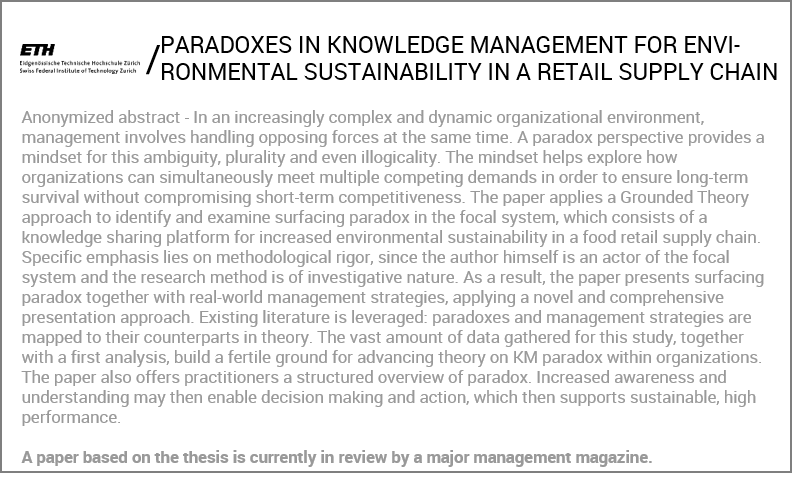 ETH
Eidgenössische Technische Hochschule Zürich
Swiss Federal Institute of Technology Zurich
/
PARADOXES IN KNOWLEDGE MANAGEMENT FOR ENVI-
RONMENTAL SUSTAINABILITY IN A RETAIL SUPPLY CHAIN
Anonymized abstract - In an increasingly complex and dynamic organizational environment,
management involves handling opposing forces at the same time. A paradox perspective provides a
mindset for this ambiguity, plurality and even illogicality. The mindset helps explore how
organizations can simultaneously meet multiple competing demands in order to ensure long-term
survival without compromising short-term competitiveness. The paper applies a Grounded Theory
approach to identify and examine surfacing paradox in the focal system, which consists of a
knowledge sharing platform for increased environmental sustainability in a food retail supply chain.
Specific emphasis lies on methodological rigor, since the author himself is an actor of the focal
system and the research method is of investigative nature. As a result, the paper presents surfacing
paradox together with real-world management strategies, applying a novel and comprehensive
presentation approach. Existing literature is leveraged: paradoxes and management strategies are
mapped to their counterparts in theory. The vast amount of data gathered for this study, together
with a first analysis, build a fertile ground for advancing theory on KM paradox within organizations.
The paper also offers practitioners a structured overview of paradox. Increased awareness and
understanding may then enable decision making and action, which then supports sustainable, high
performance.
A paper based on the thesis is currently in review by a major management magazine.